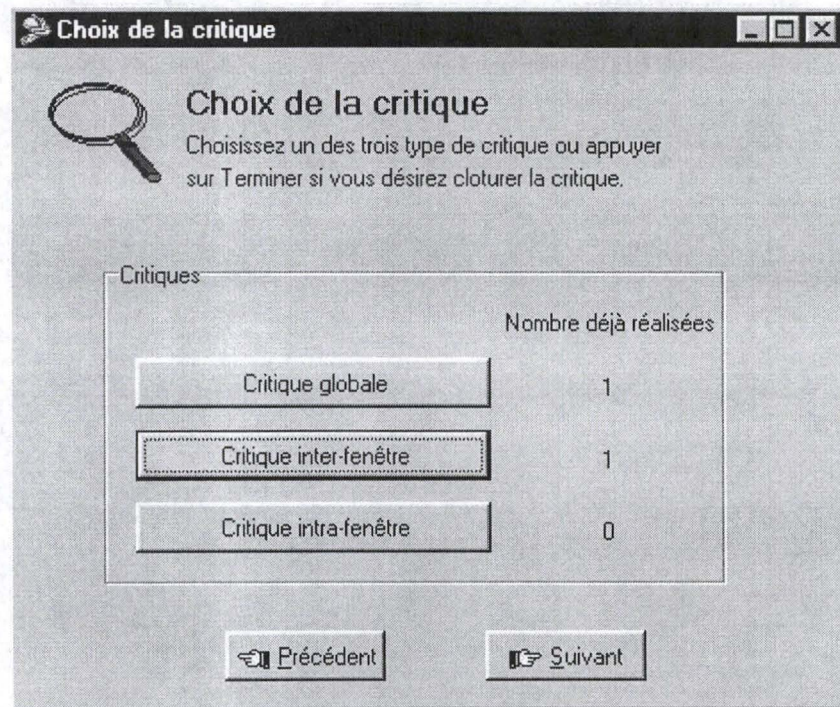 Choix de la critique
Choix de la critique
Choisissez un des trois type de critique ou appuyer
sur Terminer si vous désirez cloturer la critique.
Critiques
Nombre déjà réalisées
Critique globale 1
Critique inter-fenêtre 1
Critique intra-fenêtre 0
Précédent Suivant